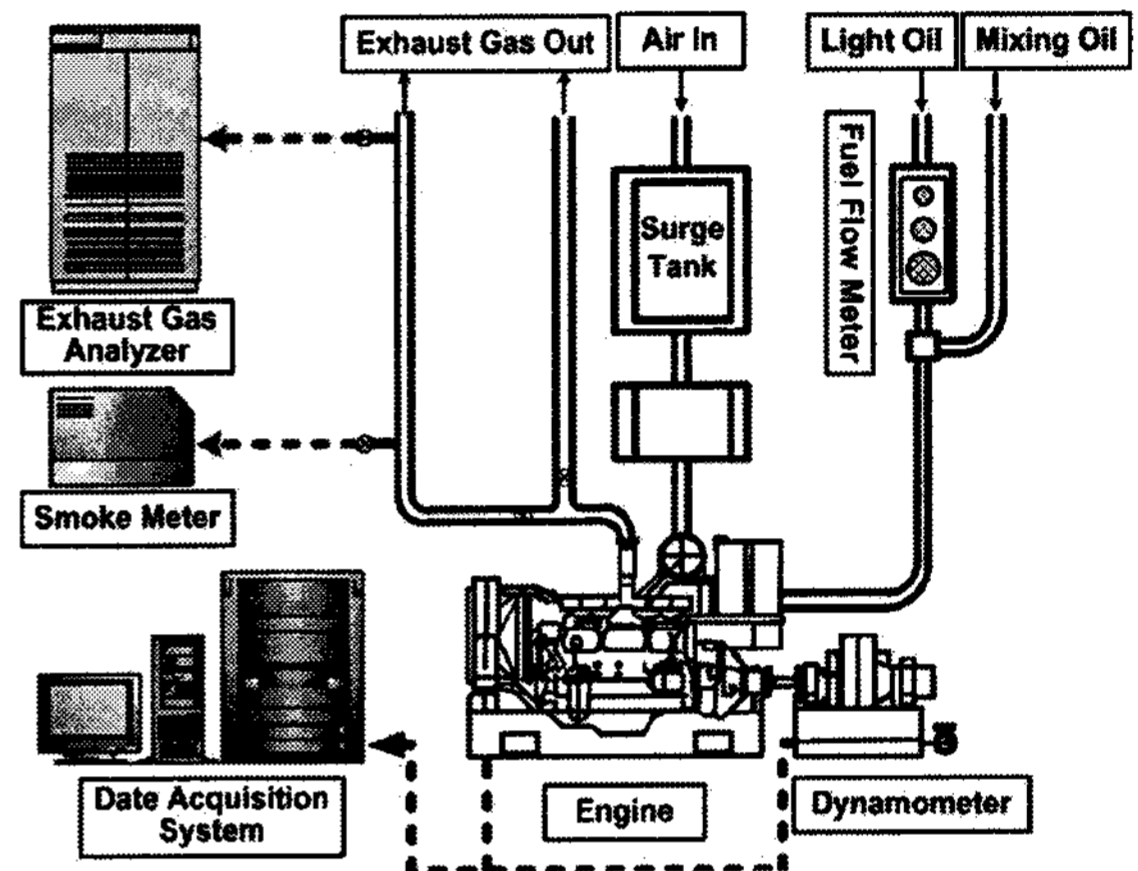 Exhaust Gas Out
Air In
Light Oil
Mixing Oil
Fuel Flow Meter
Surge
Tank
Exhaust Gas
Analyzer
Smoke Meter
Date Acquisition
System
Engine
Dynamometer